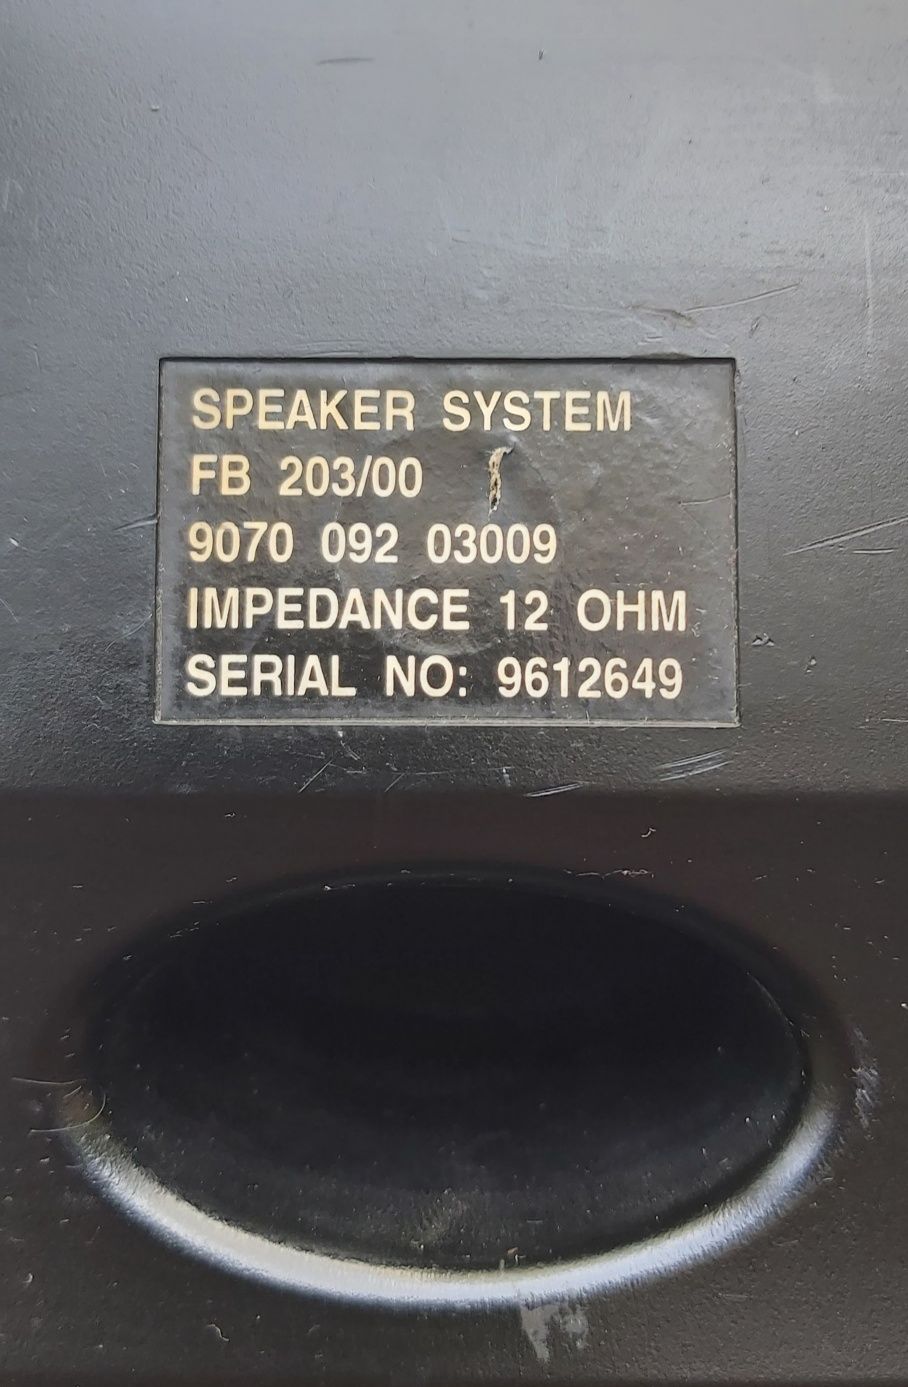 SPEAKER SYSTEM
FB 203/00
9070 092 03009
IMPEDANCE 12 OHM
SERIAL NO: 9612649